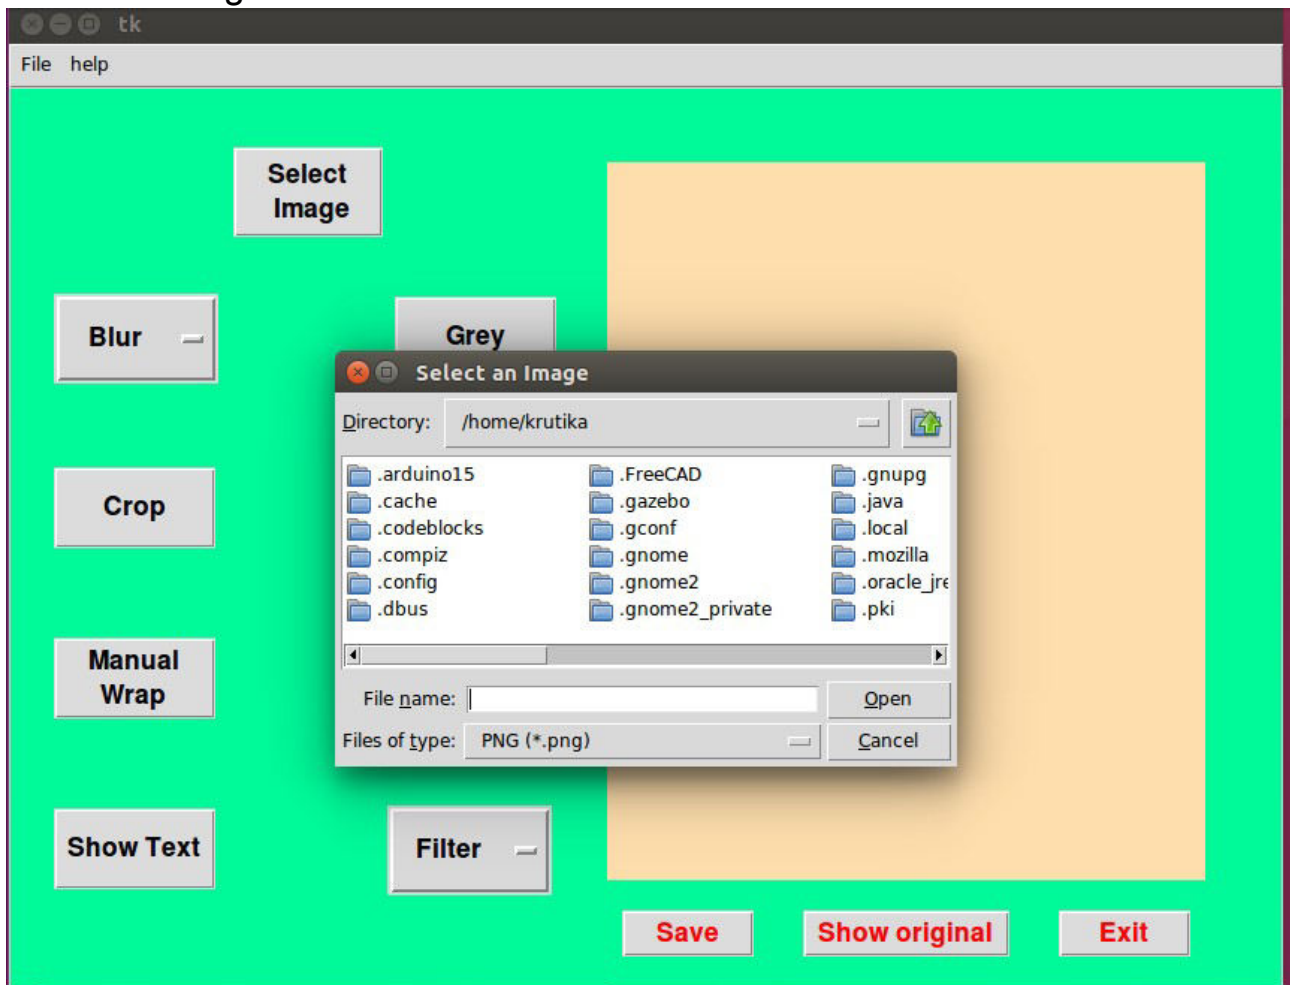 tk
File help
Select
Image
Blur
Grey
Select an Image
Directory: /home/krutika
.arduino15 .FreeCAD .gnupg
.cache .gazebo .java
.codeblocks .gconf .local
.compiz .gnome .mozilla
.config .gnome2 .oracle_jre
.dbus .gnome2_private .pki
File name: Open
Files of type: PNG (*.png) Cancel
Crop
Manual
Wrap
Show Text
Filter
Save Show original Exit